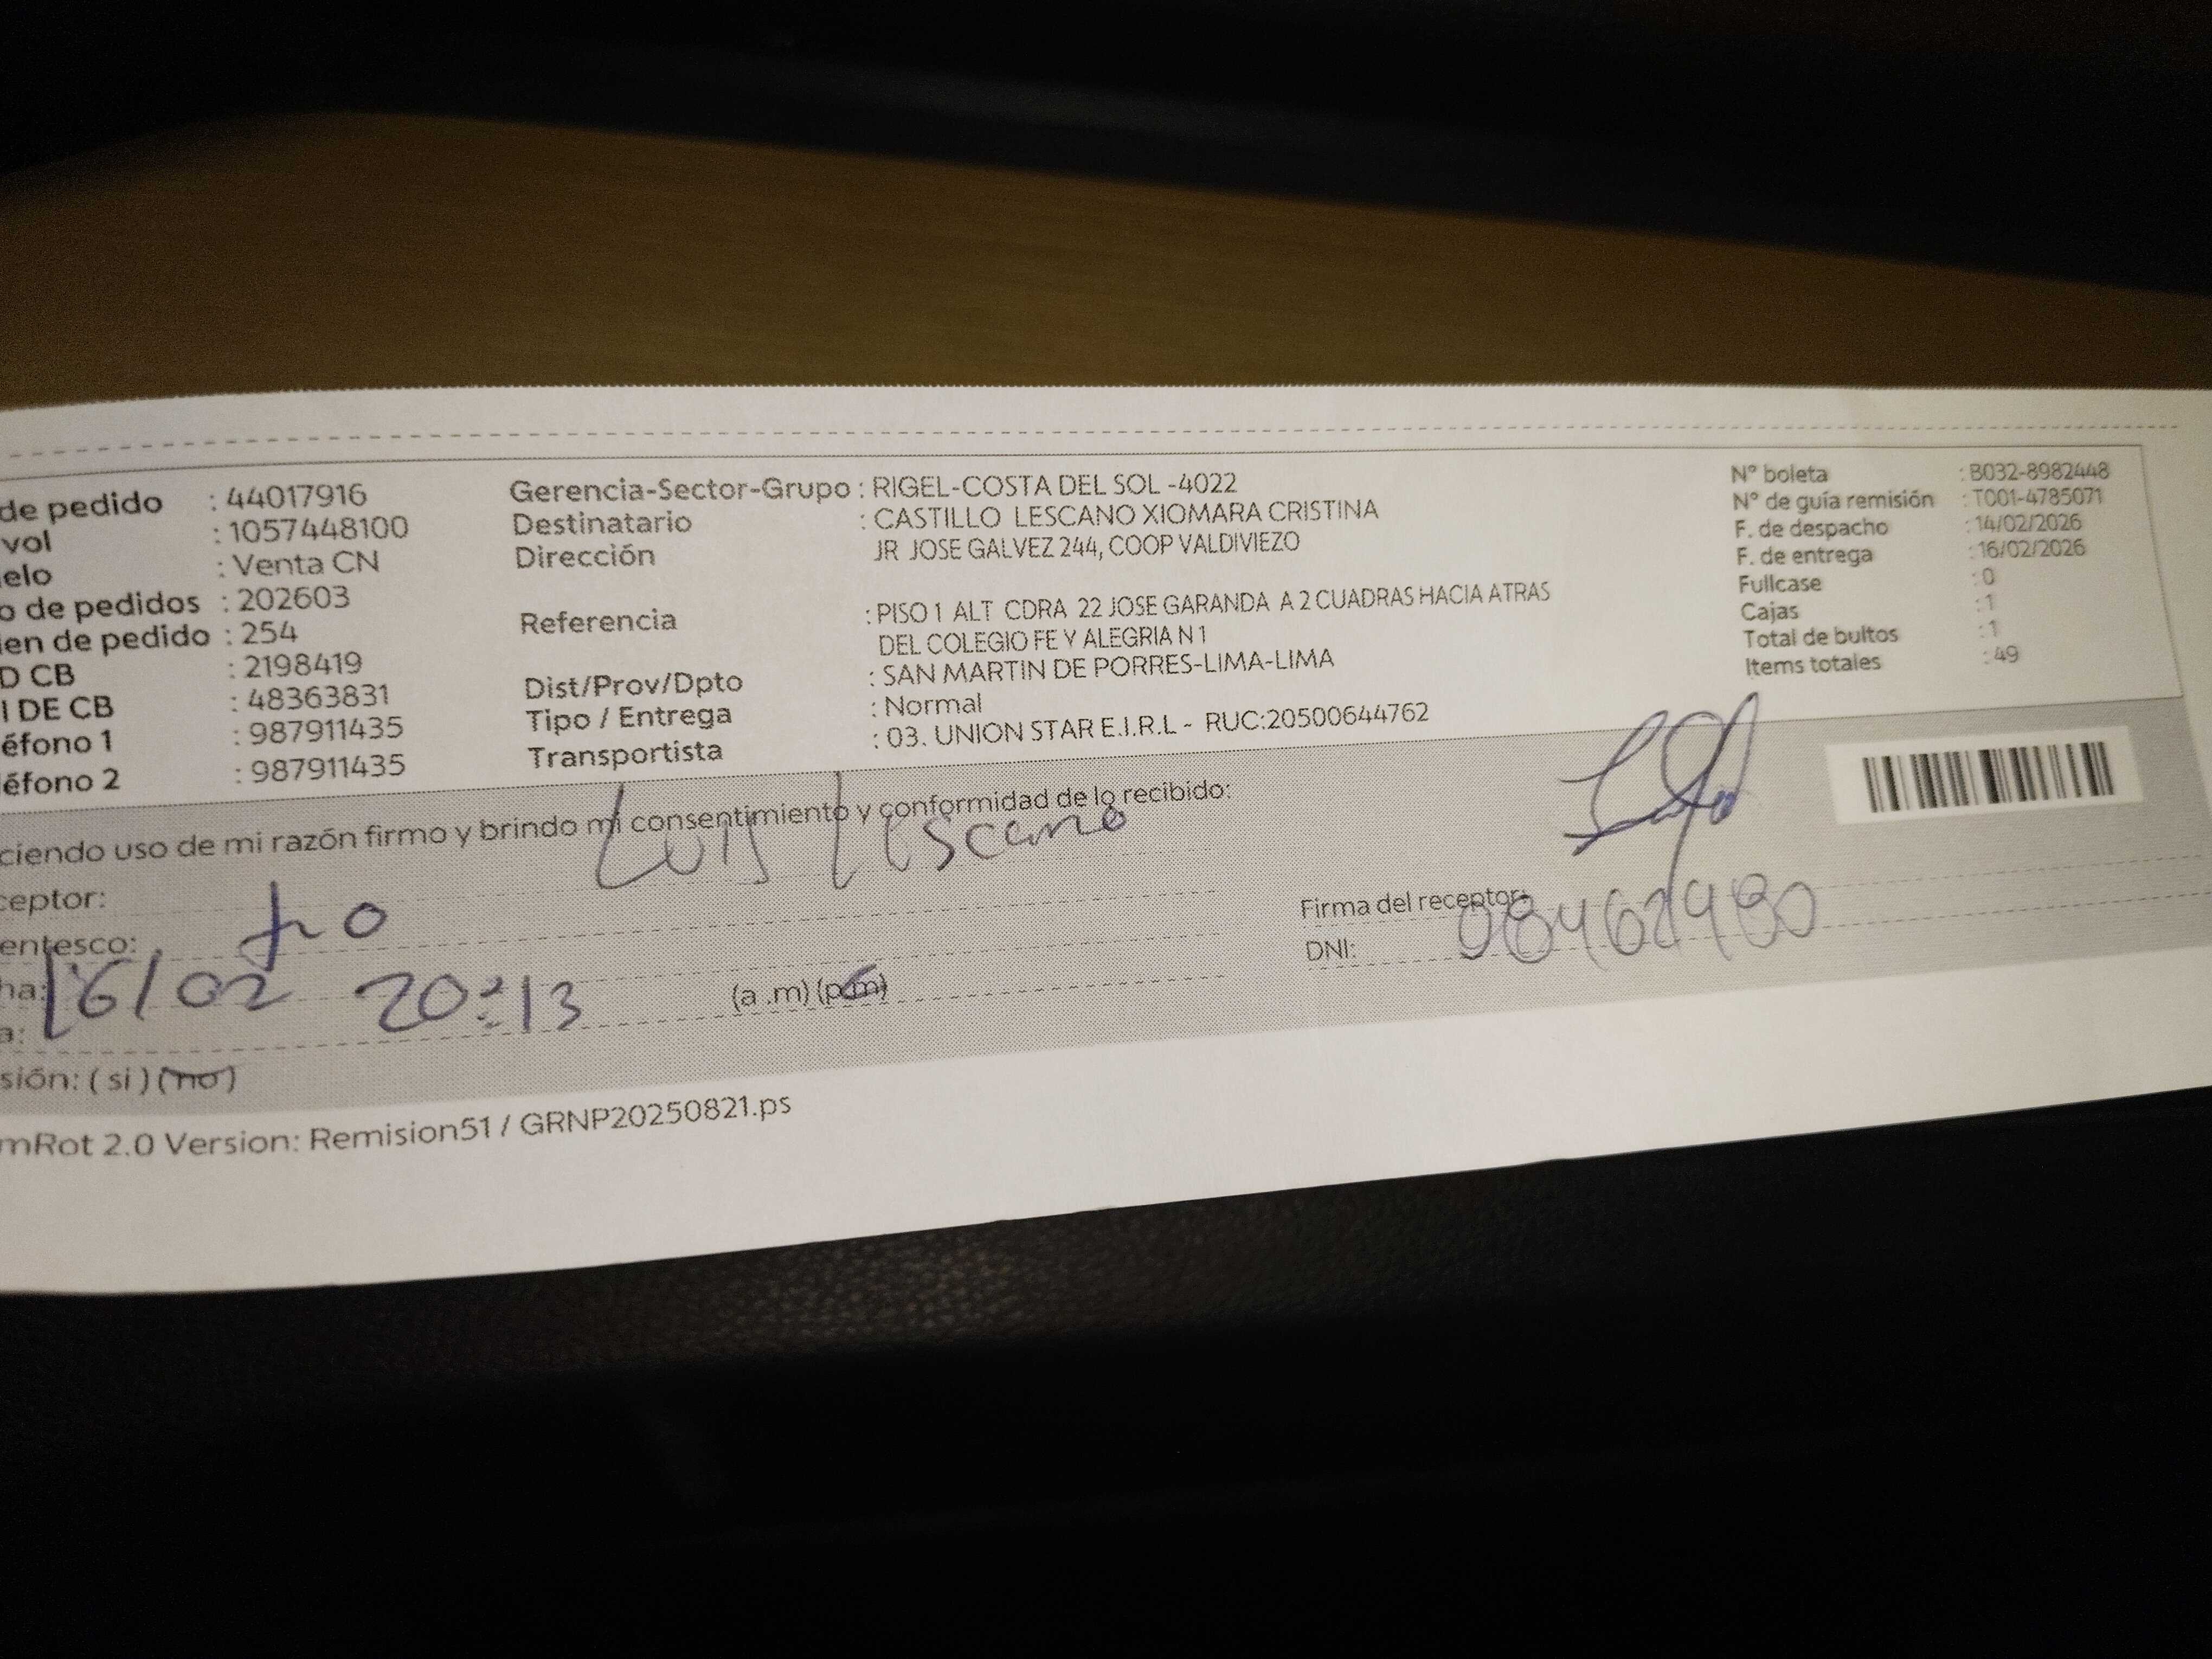 de pedido : 44017916
vol : 1057448100
elo : Venta CN
o de pedidos : 202603
en de pedido : 254
D CB : 2198419
I DE CB : 48363831
éfono 1 : 987911435
éfono 2 : 987911435
Gerencia-Sector-Grupo : RIGEL-COSTA DEL SOL -4022
Destinatario : CASTILLO LESCANO XIOMARA CRISTINA
Dirección JR JOSE GALVEZ 244, COOP VALDIVIEZO
Referencia : PISO 1 ALT CDRA 22 JOSE GARANDA A 2 CUADRAS HACIA ATRAS
DEL COLEGIO FE Y ALEGRIA N 1
Dist/Prov/Dpto : SAN MARTIN DE PORRES-LIMA-LIMA
Tipo / Entrega : Normal
Transportista : 03. UNION STAR E.I.R.L - RUC:20500644762
N° boleta : B032-8982448
N° de guía remisión : T001-4785071
F. de despacho : 14/02/2026
F. de entrega : 16/02/2026
Fullcase : 0
Cajas : 1
Total de bultos : 1
Items totales : 49
ciendo uso de mi razón firmo y brindo mi consentimiento y conformidad de lo recibido:
ceptor: Luis Lescano
entesco:
ha: 16/02 20:13 (a .m) (p.m)
a:
Firma del receptor:
DNI: 08462980
sión: ( si ) (no)
mRot 2.0 Version: Remision51 / GRNP20250821.ps